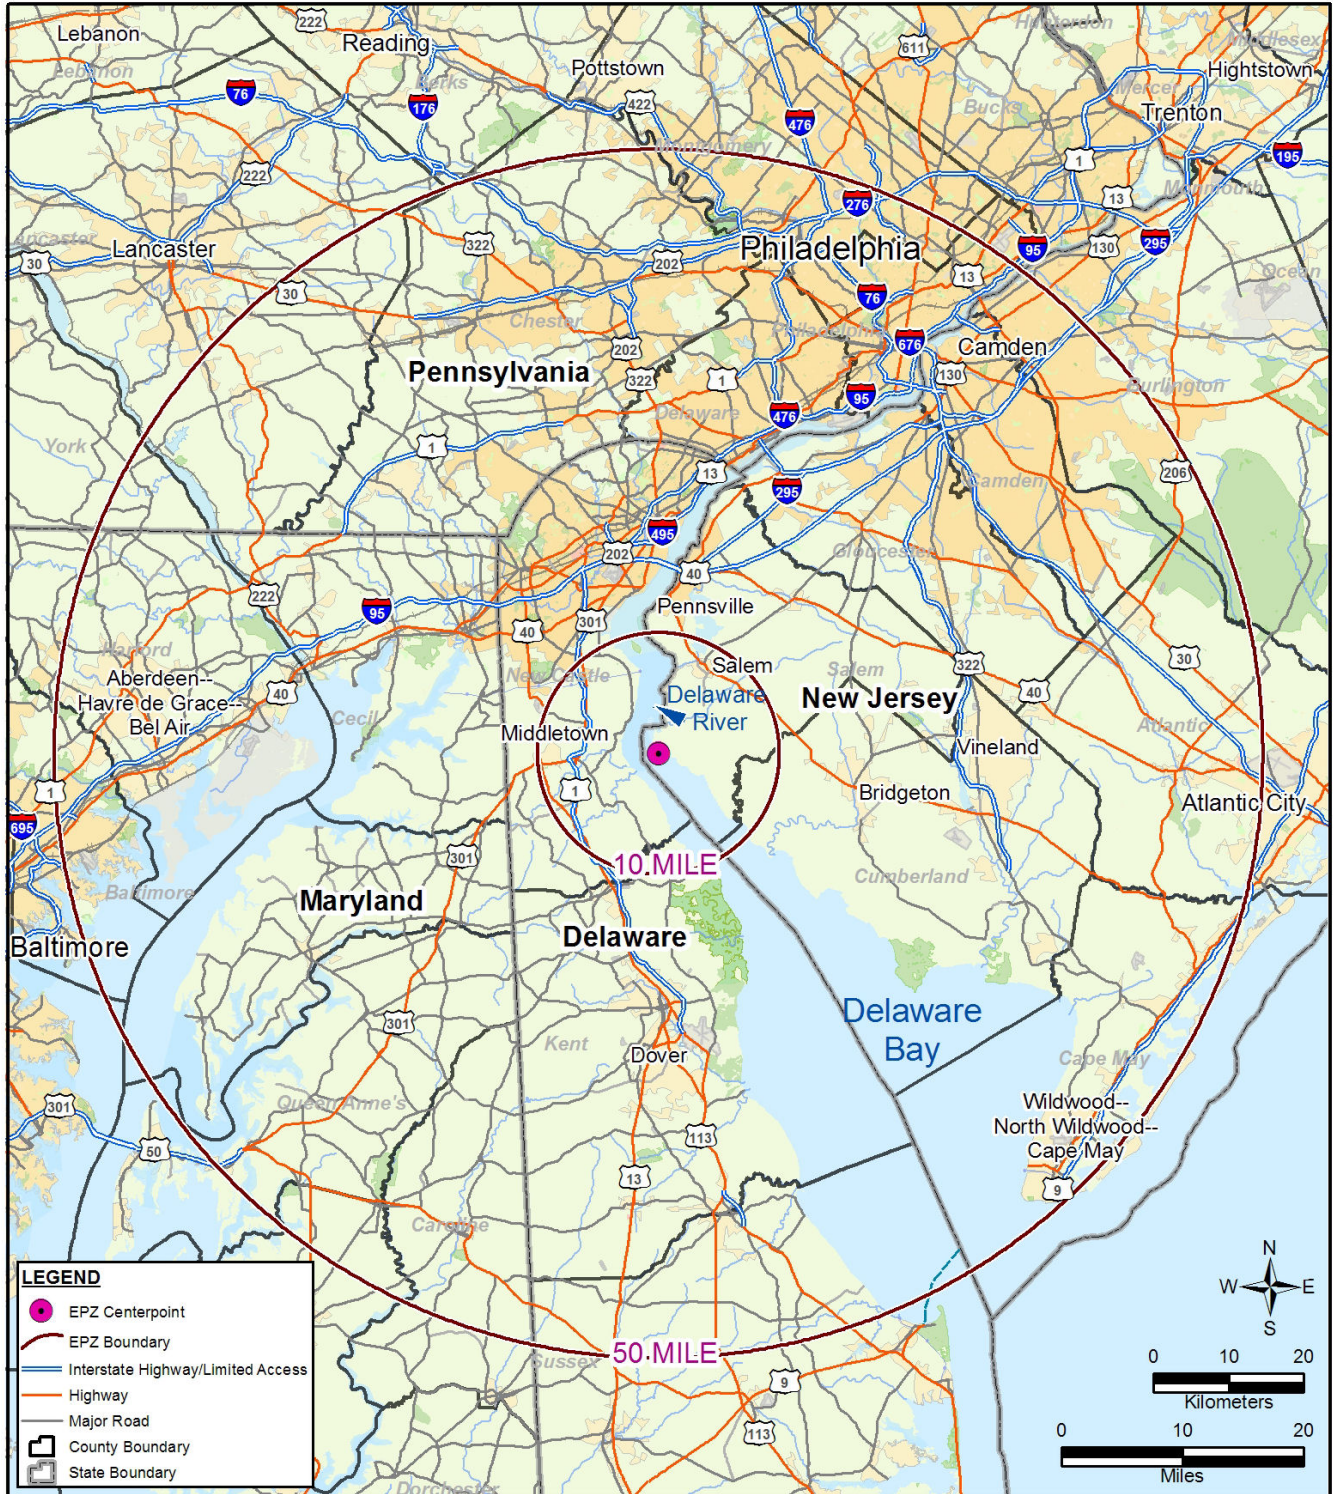 222
Lebanon
Reading
611
Hunterdon
Middlesex
Lebanon
Pottstown
Hightstown
Berks
76
176
422
Bucks
Mercer
Trenton
476
Montgomery
1
195
222
Monmouth
276
13
Lancaster
322
Philadelphia
95
130
295
Lancaster
30
202
13
Ocean
30
76
Chester
Philadelphia
202
676
Camden
Pennsylvania
322
1
130
Burlington
95
Delaware
476
York
1
13
206
295
Camden
495
202
Gloucester
40
222
95
Pennsville
301
40
Harford
Salem
322
30
Aberdeen--
Havre de Grace--
Bel Air
40
New Castle
Salem
40
Delaware
River
New Jersey
Cecil
Middletown
Atlantic
Vineland
1
1
Bridgeton
Atlantic City
695
301
10 MILE
Cumberland
Baltimore
Maryland
Delaware
Baltimore
Delaware
Bay
301
Kent
Dover
Cape May
Queen Anne's
301
Wildwood--
North Wildwood--
Cape May
50
113
13
9
Caroline
N
W
E
S
LEGEND
EPZ Centerpoint
EPZ Boundary
Interstate Highway/Limited Access
Highway
Major Road
County Boundary
State Boundary
50 MILE
Sussex
9
113
Dorchester
0 10 20
Kilometers
0 10 20
Miles